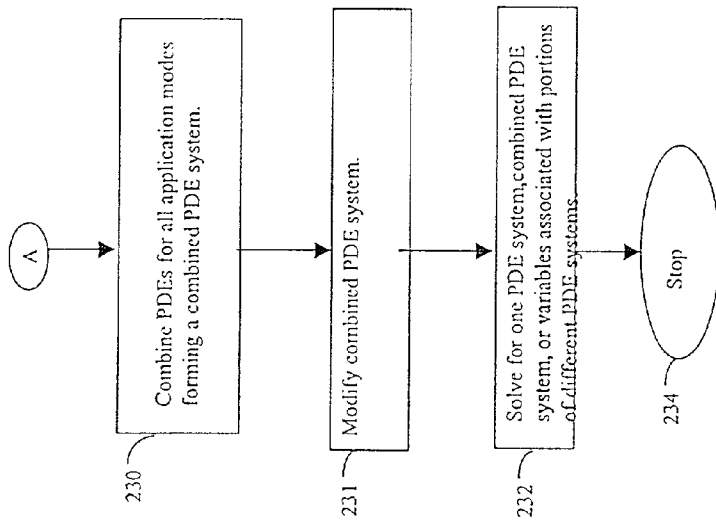 A
Combine PDEs for all application modes
forming a combined PDE system.
230
Modify combined PDE system.
231
Solve for one PDE system,combined PDE
system, or variables associated with portions
of different PDE systems.
232
Stop
234